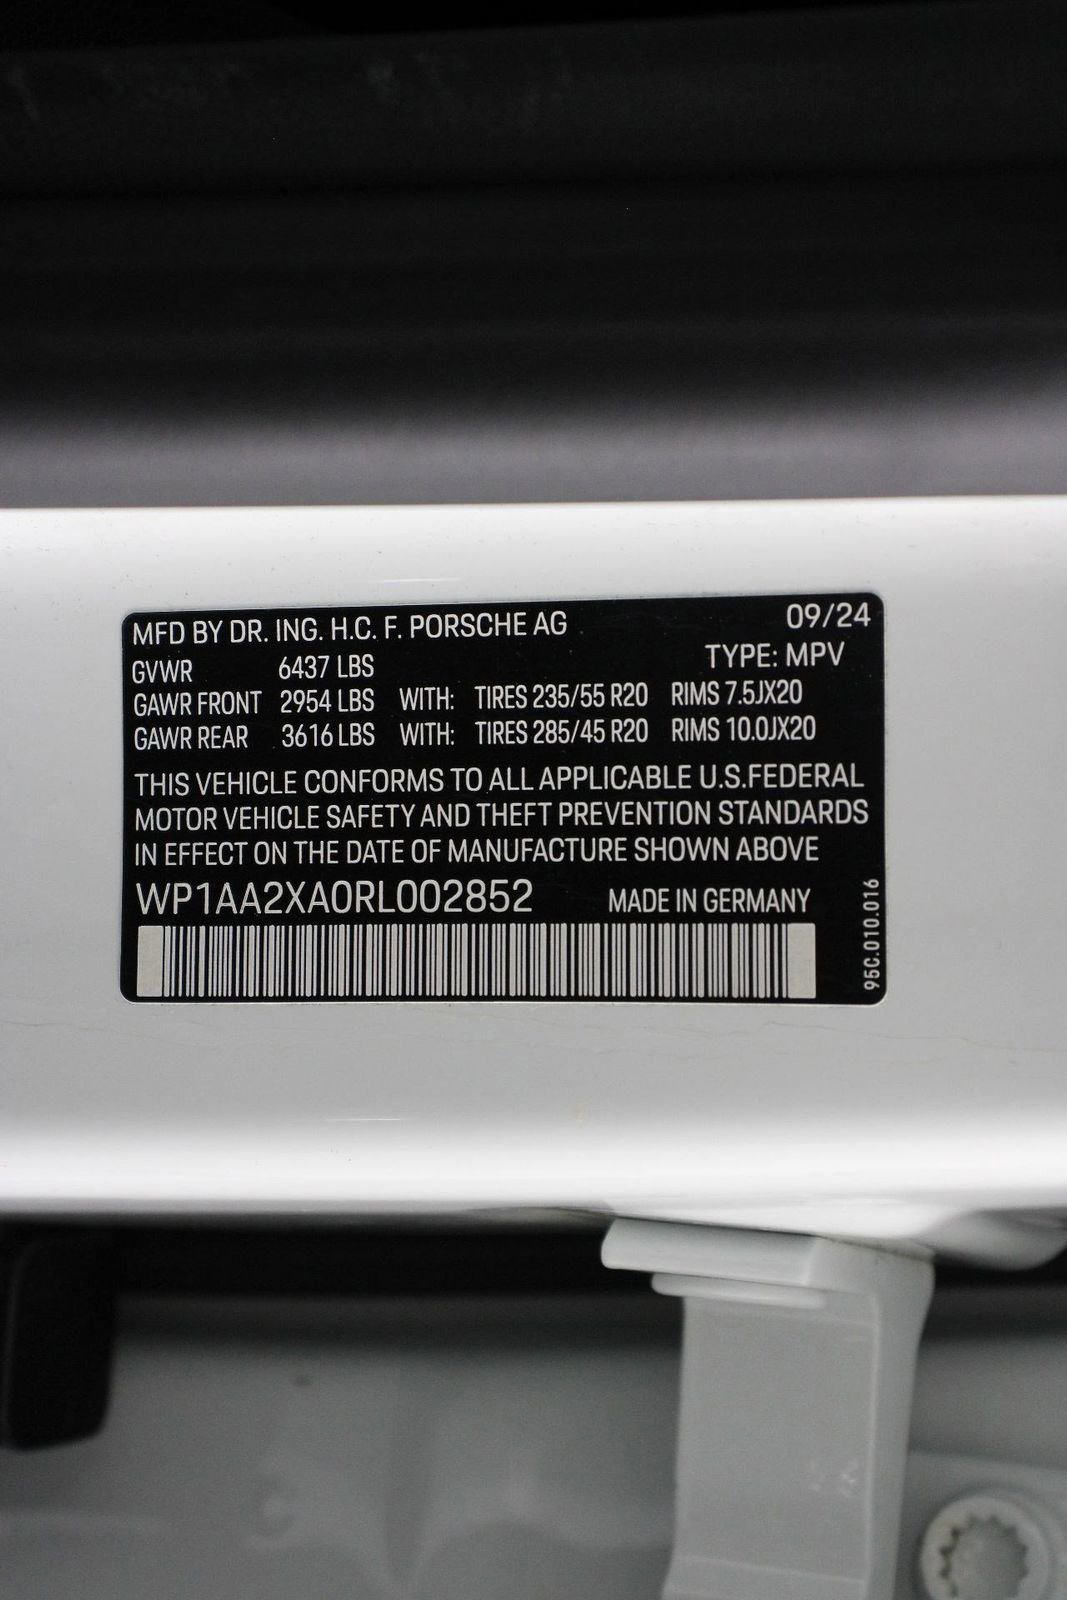 MFD BY DR. ING. H.C. F. PORSCHE AG 09/24
GVWR 6437 LBS TYPE: MPV
GAWR FRONT 2954 LBS WITH: TIRES 235/55 R20 RIMS 7.5JX20
GAWR REAR 3616 LBS WITH: TIRES 285/45 R20 RIMS 10.0JX20
THIS VEHICLE CONFORMS TO ALL APPLICABLE U.S.FEDERAL
MOTOR VEHICLE SAFETY AND THEFT PREVENTION STANDARDS
IN EFFECT ON THE DATE OF MANUFACTURE SHOWN ABOVE
WP1AA2XA0RL002852 MADE IN GERMANY
95C.010.016